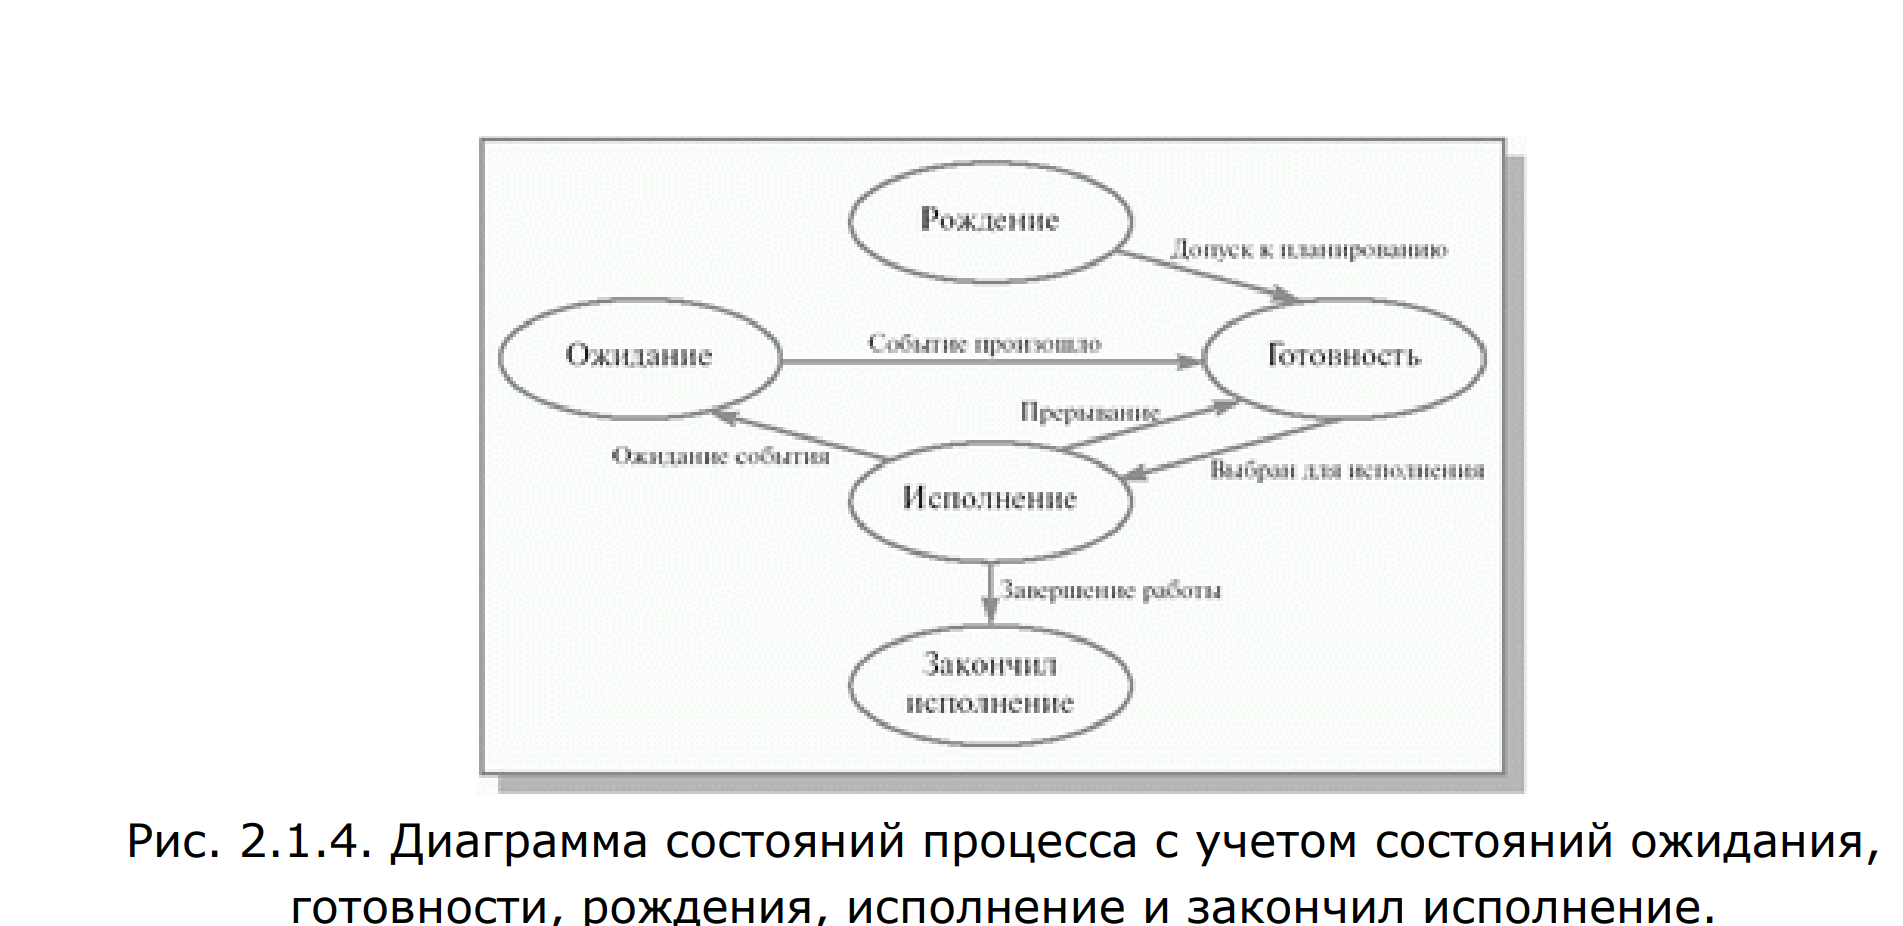 Рождение
Допуск к планированию
Ожидание
Событие произошло
Готовность
Прерывание
Ожидание события
Выбран для исполнения
Исполнение
Завершение работы
Закончил
исполнение
Рис. 2.1.4. Диаграмма состояний процесса с учетом состояний ожидания,
готовности, рождения, исполнение и закончил исполнение.